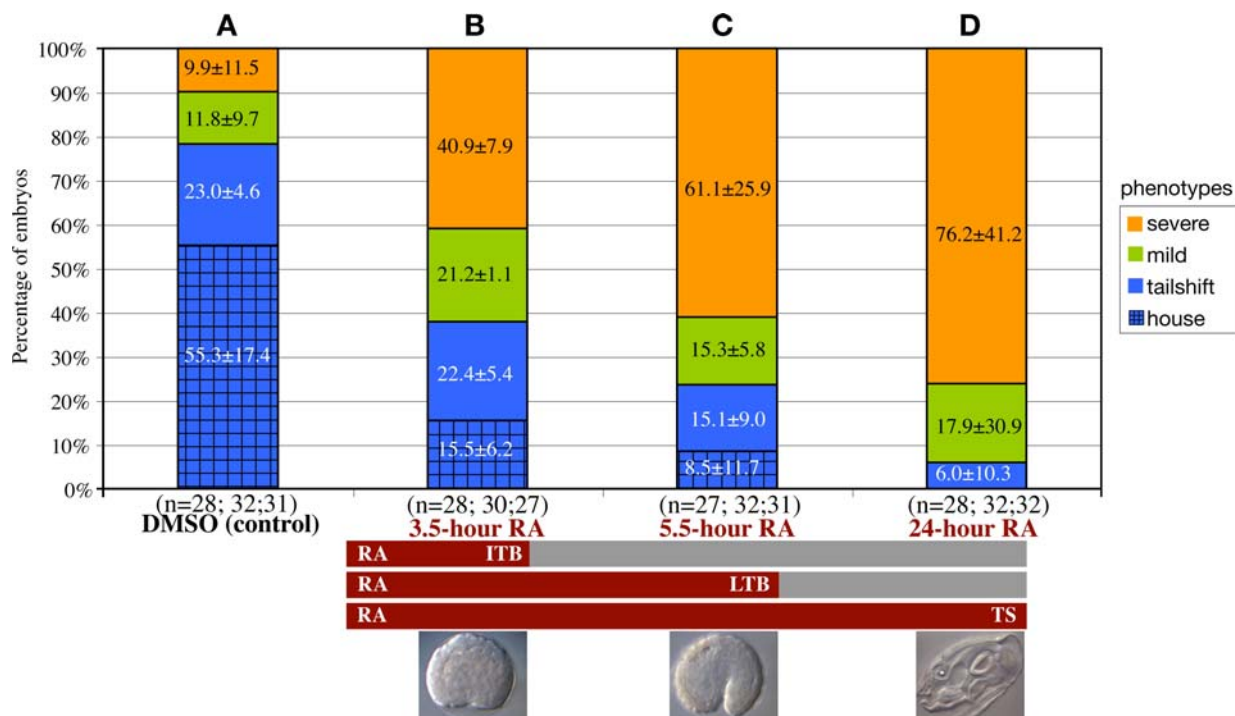 A B C D
100%
90%
80%
70%
60%
50%
40%
30%
20%
10%
0%
Percentage of embryos
9.9±11.5
11.8±9.7
23.0±4.6
55.3±17.4
40.9±7.9
21.2±1.1
22.4±5.4
15.5±6.2
61.1±25.9
15.3±5.8
15.1±9.0
8.5±11.7
76.2±41.2
17.9±30.9
6.0±10.3
phenotypes
severe
mild
tailshift
house
(n=28; 32;31) (n=28; 30;27) (n=27; 32;31) (n=28; 32;32)
DMSO (control) 3.5-hour RA 5.5-hour RA 24-hour RA
RA ITB
RA LTB
RA TS